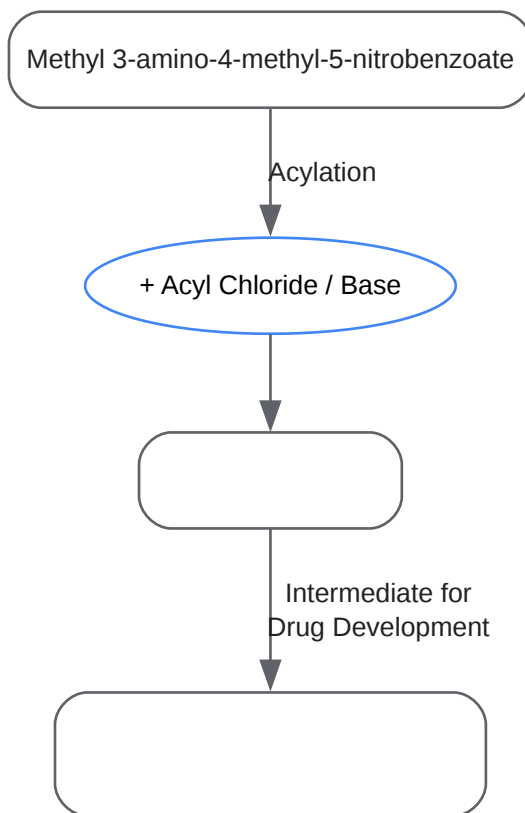 Methyl 3-amino-4-methyl-5-nitrobenzoate
Acylation
+ Acyl Chloride / Base
Intermediate for
Drug Development